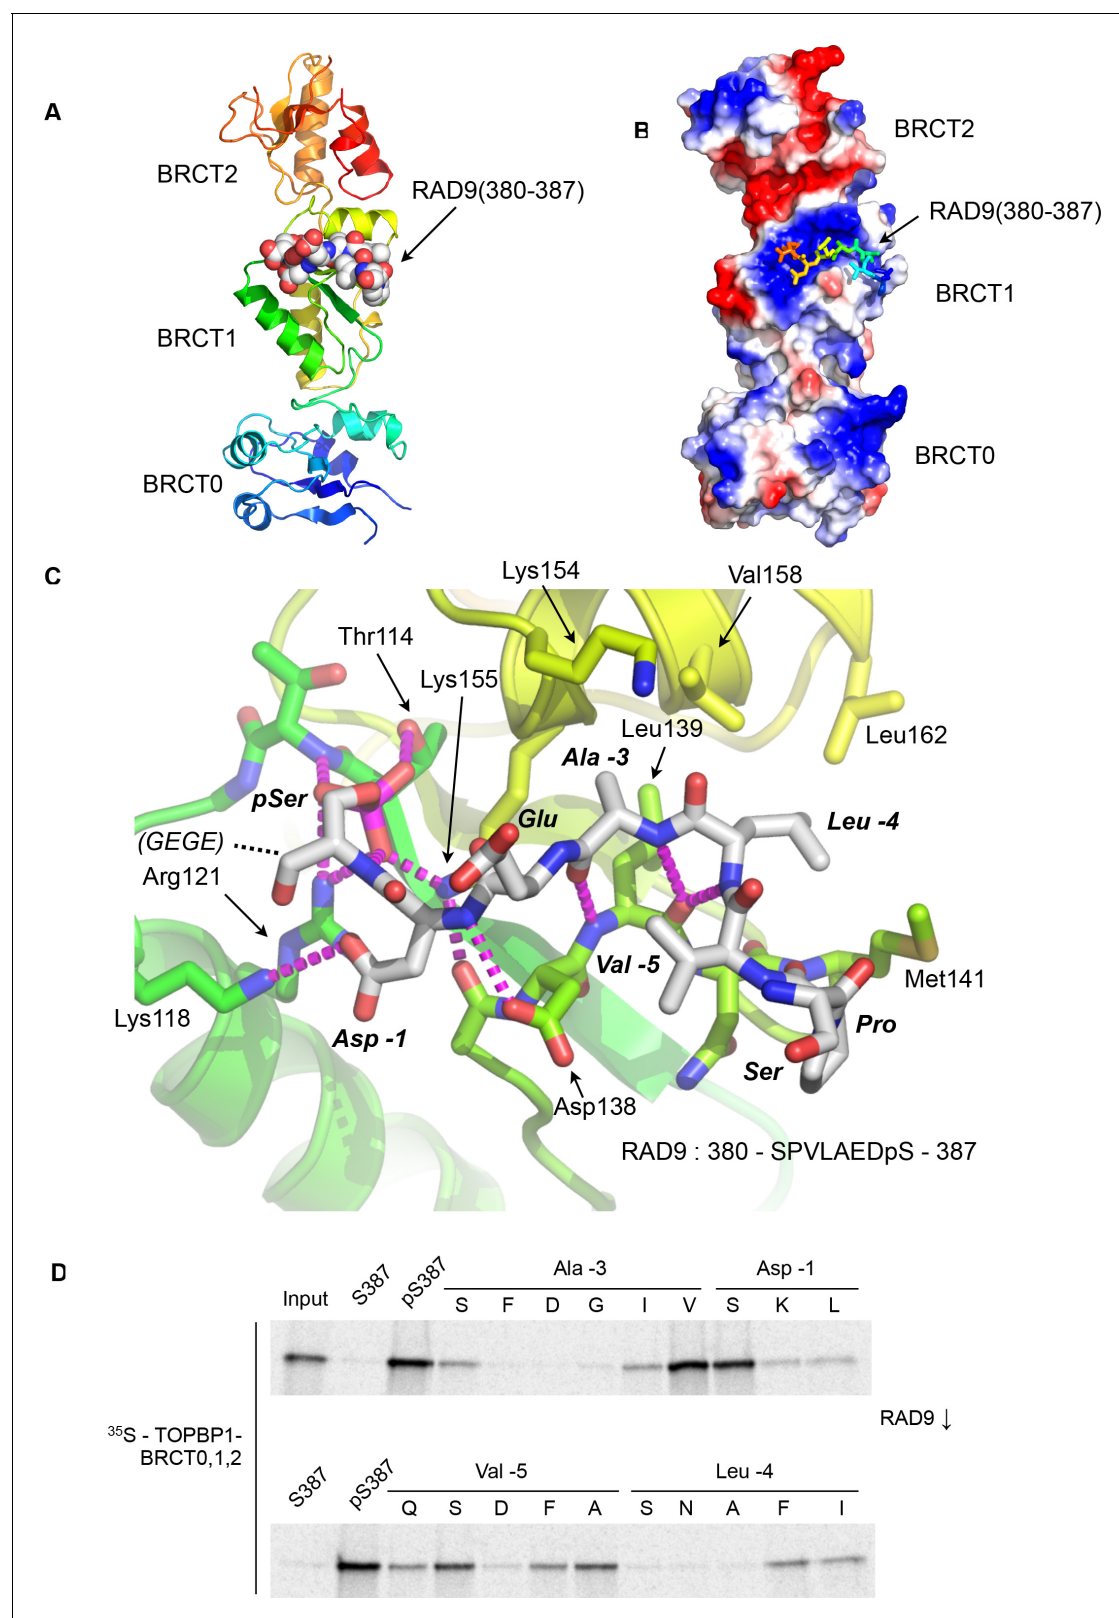 A
BRCT2
RAD9(380-387)
BRCT1
BRCT0
B
BRCT2
RAD9(380-387)
BRCT1
BRCT0
C
Lys154
Val158
Thr114
Lys155
Leu139
Leu162
Ala -3
pSer
Glu
Leu -4
(GEGE)
Arg121
Val -5
Met141
Lys118
Asp -1
Pro
Ser
Asp138
RAD9 : 380 - SPVLAEDpS - 387
D
Input S387 pS387 Ala -3 Asp -1
S F D G I V S K L
35S - TOPBP1-
BRCT0,1,2
RAD9 ↓
S387 pS387 Val -5 Leu -4
Q S D F A S N A F I